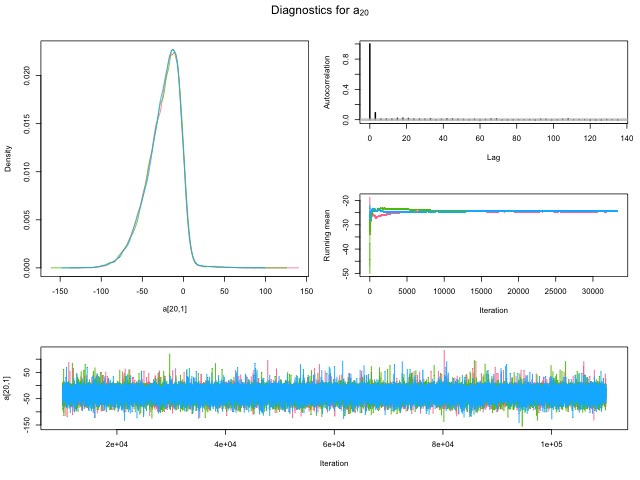 Diagnostics for a20
Density
0.000 0.005 0.010 0.015 0.020
-150 -100 -50 0 50 100 150
a[20,1]
Autocorrelation
0.0 0.4 0.8
0 20 40 60 80 100 120 140
Lag
Running mean
-50 -40 -30 -20
0 5000 10000 15000 20000 25000 30000
Iteration
a[20,1]
-150 -50 50
2e+04 4e+04 6e+04 8e+04 1e+05
Iteration